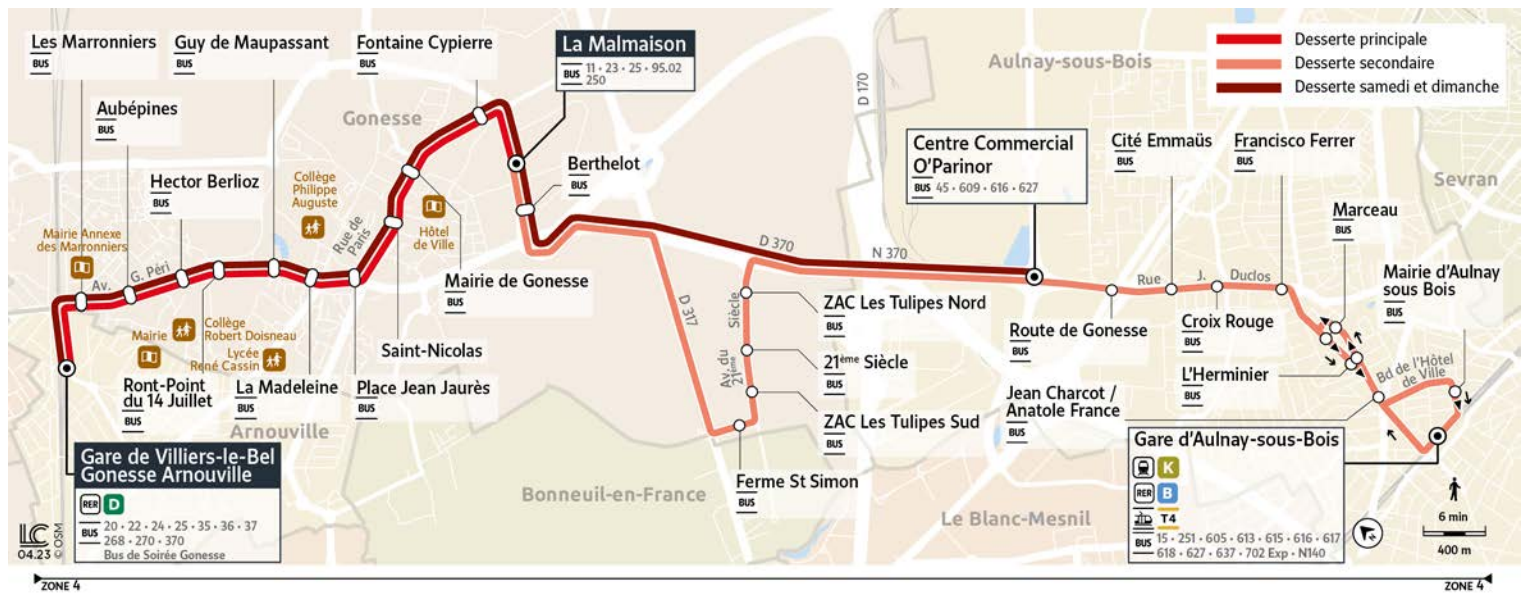 Les Marronniers
BUS
Guy de Maupassant
BUS
Fontaine Cypierre
BUS
La Malmaison
BUS 11 · 23 · 25 · 95.02
250
Desserte principale
Desserte secondaire
Desserte samedi et dimanche
Aulnay-sous-Bois
D 170
Aubépines
BUS
Gonesse
Hector Berlioz
BUS
Collège
Philippe
Auguste
Berthelot
BUS
Centre Commercial
O'Parinor
BUS 45 · 609 · 616 · 627
Cité Emmaüs
BUS
Francisco Ferrer
BUS
Sevran
Marceau
BUS
Mairie Annexe
des Marronniers
Av. G. Péri
Rue de
Paris
Hôtel
de Ville
D 370
N 370
Mairie de Gonesse
BUS
Rue J. Duclos
Mairie d'Aulnay
sous Bois
BUS
D 317
Av. du
21ème
Siècle
ZAC Les Tulipes Nord
BUS
Route de Gonesse
BUS
Croix Rouge
BUS
Mairie
Collège
Robert Doisneau
Lycée
René Cassin
Saint-Nicolas
BUS
21ème Siècle
BUS
L'Herminier
BUS
Bd de l'Hôtel
de Ville
Ront-Point
du 14 Juillet
BUS
La Madeleine
BUS
Place Jean Jaurès
BUS
Jean Charcot /
Anatole France
BUS
ZAC Les Tulipes Sud
BUS
Arnouville
Gare de Villiers-le-Bel
Gonesse Arnouville
RER D
BUS 20 · 22 · 24 · 25 · 35 · 36 · 37
268 · 270 · 370
Bus de Soirée Gonesse
Ferme St Simon
BUS
Bonneuil-en-France
Le Blanc-Mesnil
Gare d'Aulnay-sous-Bois
K
RER B
T4
BUS 15 · 251 · 605 · 613 · 615 · 616 · 617
618 · 627 · 637 · 702 Exp · N140
6 min
400 m
LC
04.23 © OSM
ZONE 4
ZONE 4